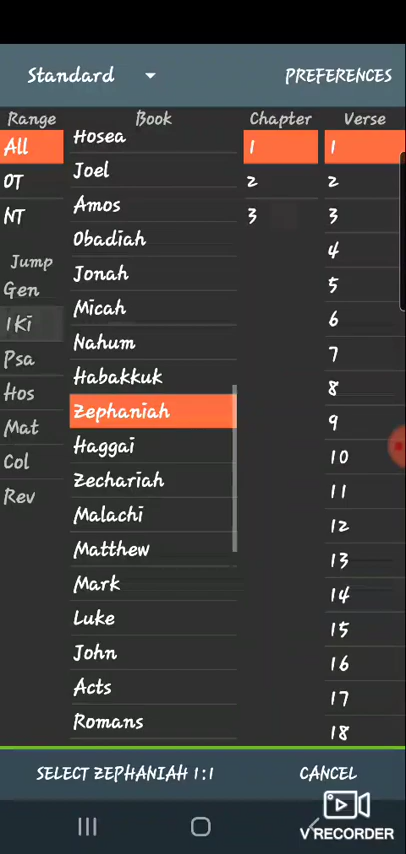 Standard PREFERENCES
Range Book Chapter Verse
All Hosea 1 1
OT Joel 2 2
NT Amos 3 3
Obadiah 4
Jump
Gen Jonah 5
1Ki Micah 6
Psa Nahum 7
Hos Habakkuk 8
Mat Zephaniah 9
Col Haggai 10
Rev Zechariah 11
Malachi 12
Matthew 13
Mark 14
Luke 15
John 16
Acts 17
Romans 18
SELECT ZEPHANIAH 1:1 CANCEL
V RECORDER